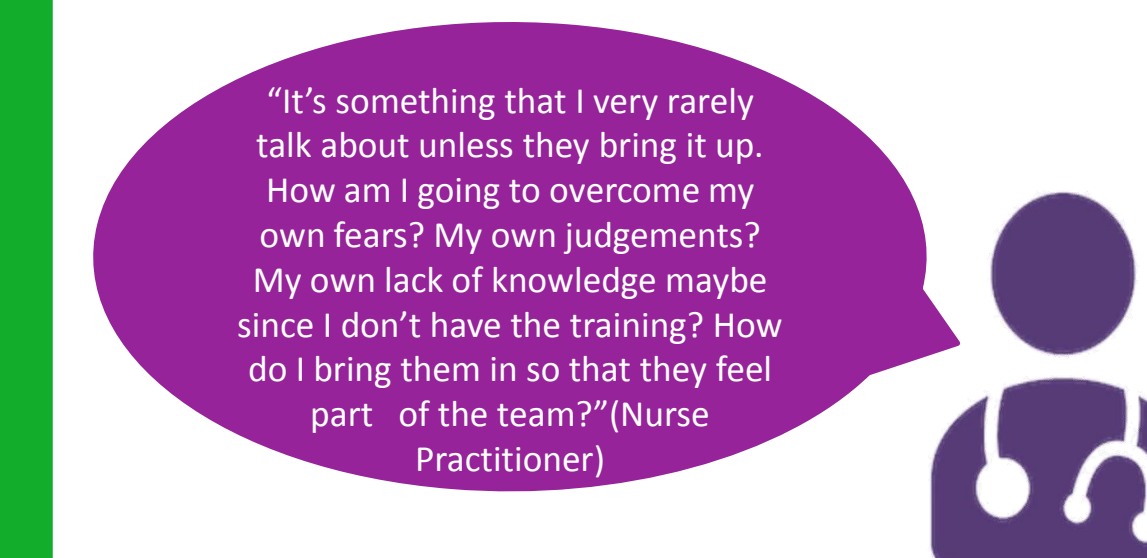 “It’s something that I very rarely
talk about unless they bring it up.
How am I going to overcome my
own fears? My own judgements?
My own lack of knowledge maybe
since I don’t have the training? How
do I bring them in so that they feel
part   of the team?”(Nurse
Practitioner)